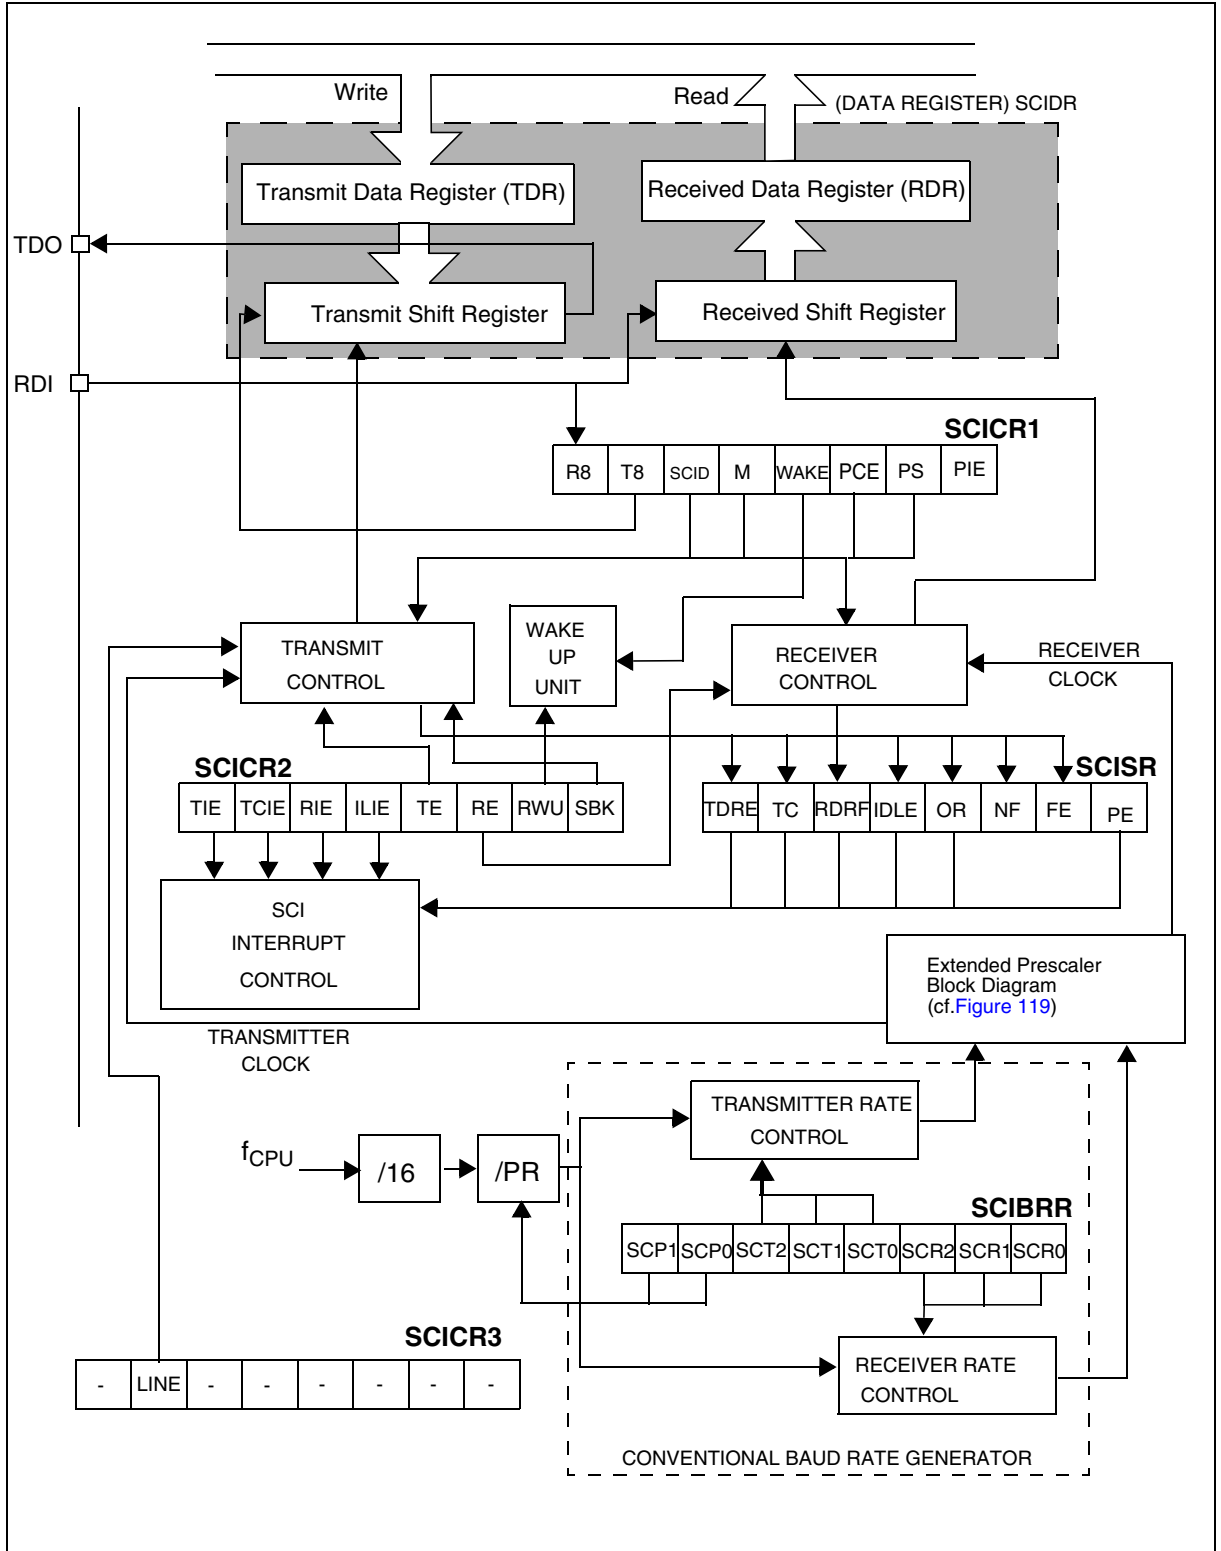 Write
Read
(DATA REGISTER) SCIDR
Transmit Data Register (TDR)
Received Data Register (RDR)
TDO
Transmit Shift Register
Received Shift Register
RDI
SCICR1
R8 T8 SCID M WAKE PCE PS PIE
TRANSMIT
CONTROL
WAKE
UP
UNIT
RECEIVER
CONTROL
RECEIVER
CLOCK
SCICR2
TIE TCIE RIE ILIE TE RE RWU SBK
SCISR
TDRE TC RDRF IDLE OR NF FE PE
SCI
INTERRUPT
CONTROL
Extended Prescaler
Block Diagram
(cf.Figure 119)
TRANSMITTER
CLOCK
TRANSMITTER RATE
CONTROL
fCPU
/16
/PR
SCIBRR
SCP1 SCP0 SCT2 SCT1 SCT0 SCR2 SCR1 SCR0
SCICR3
- LINE - - - - - -
RECEIVER RATE
CONTROL
CONVENTIONAL BAUD RATE GENERATOR